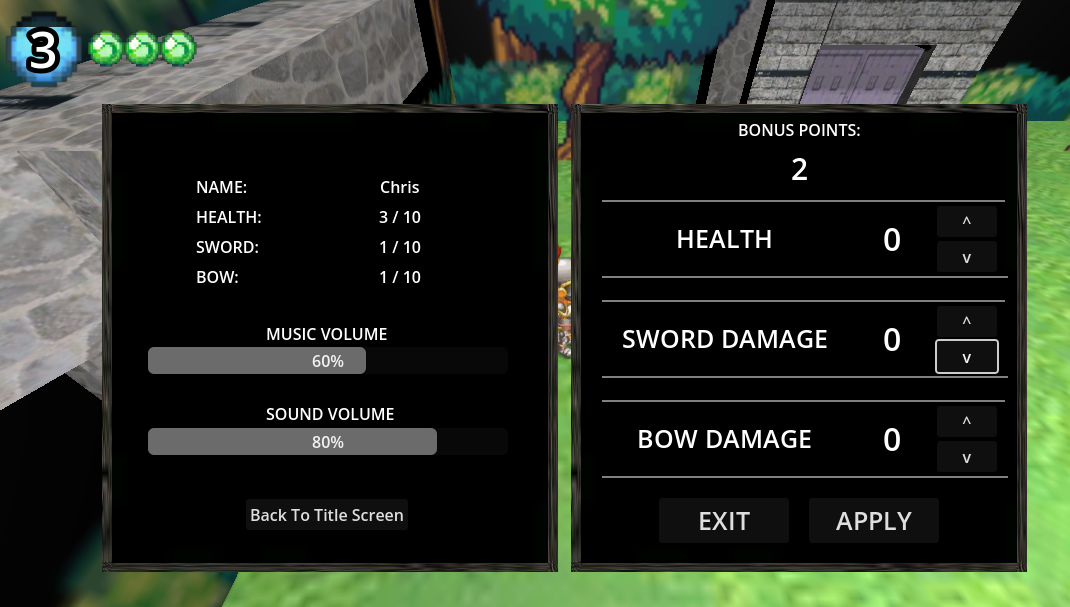 3
NAME: Chris
HEALTH: 3 / 10
SWORD: 1 / 10
BOW: 1 / 10
MUSIC VOLUME
60%
SOUND VOLUME
80%
Back To Title Screen
BONUS POINTS:
2
HEALTH 0
^
v
SWORD DAMAGE 0
^
v
BOW DAMAGE 0
^
v
EXIT APPLY